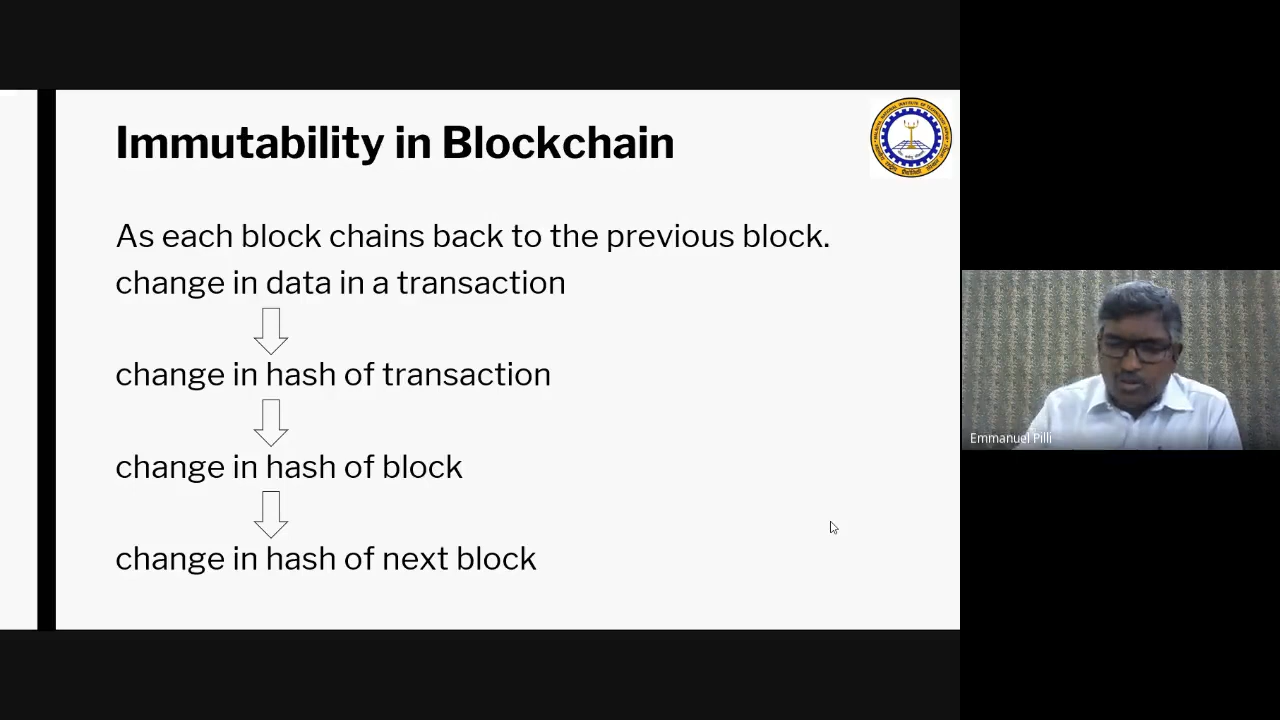 Immutability in Blockchain
As each block chains back to the previous block.
change in data in a transaction
change in hash of transaction
change in hash of block
change in hash of next block
Emmanuel Pilli